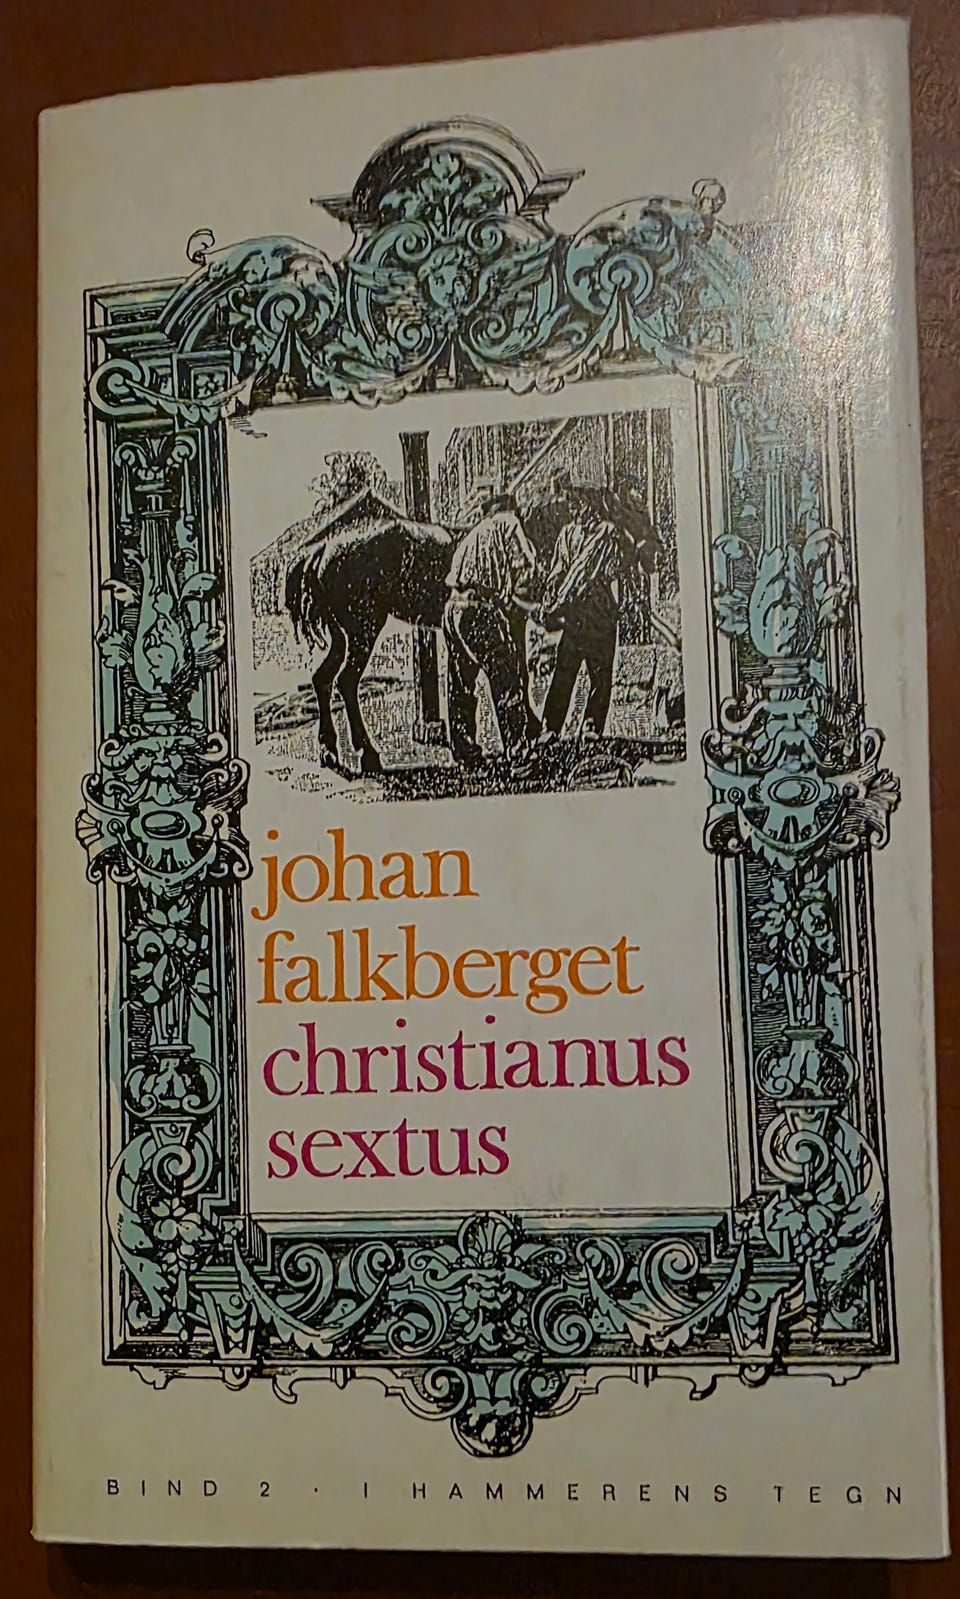 johan
falkberget
christianus
sextus
BIND 2 · I HAMMERENS TEGN